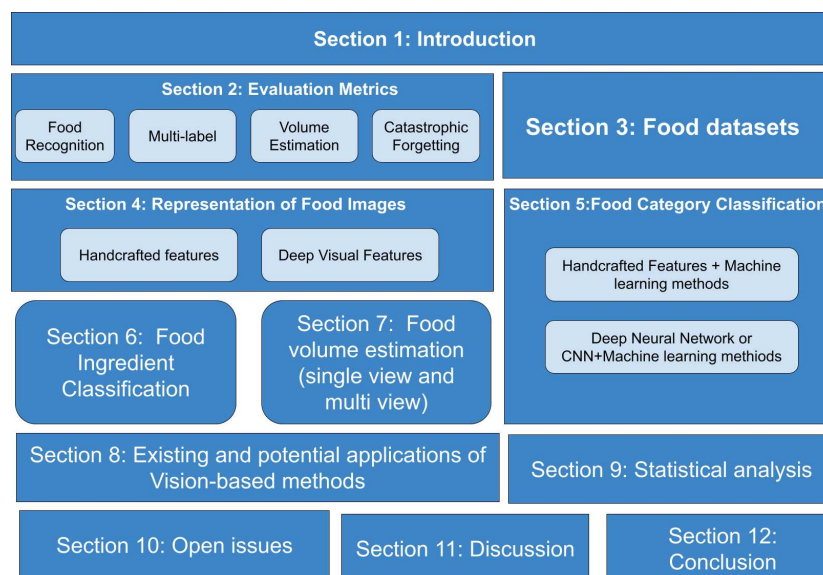 Section 1: Introduction
Section 2: Evaluation Metrics
Food
Recognition
Multi-label
Volume
Estimation
Catastrophic
Forgetting
Section 3: Food datasets
Section 4: Representation of Food Images
Handcrafted features
Deep Visual Features
Section 5:Food Category Classification
Handcrafted Features + Machine
learning methods
Deep Neural Network or
CNN+Machine learning methiods
Section 6: Food
Ingredient
Classification
Section 7: Food
volume estimation
(single view and
multi view)
Section 8: Existing and potential applications of
Vision-based methods
Section 9: Statistical analysis
Section 10: Open issues
Section 11: Discussion
Section 12:
Conclusion